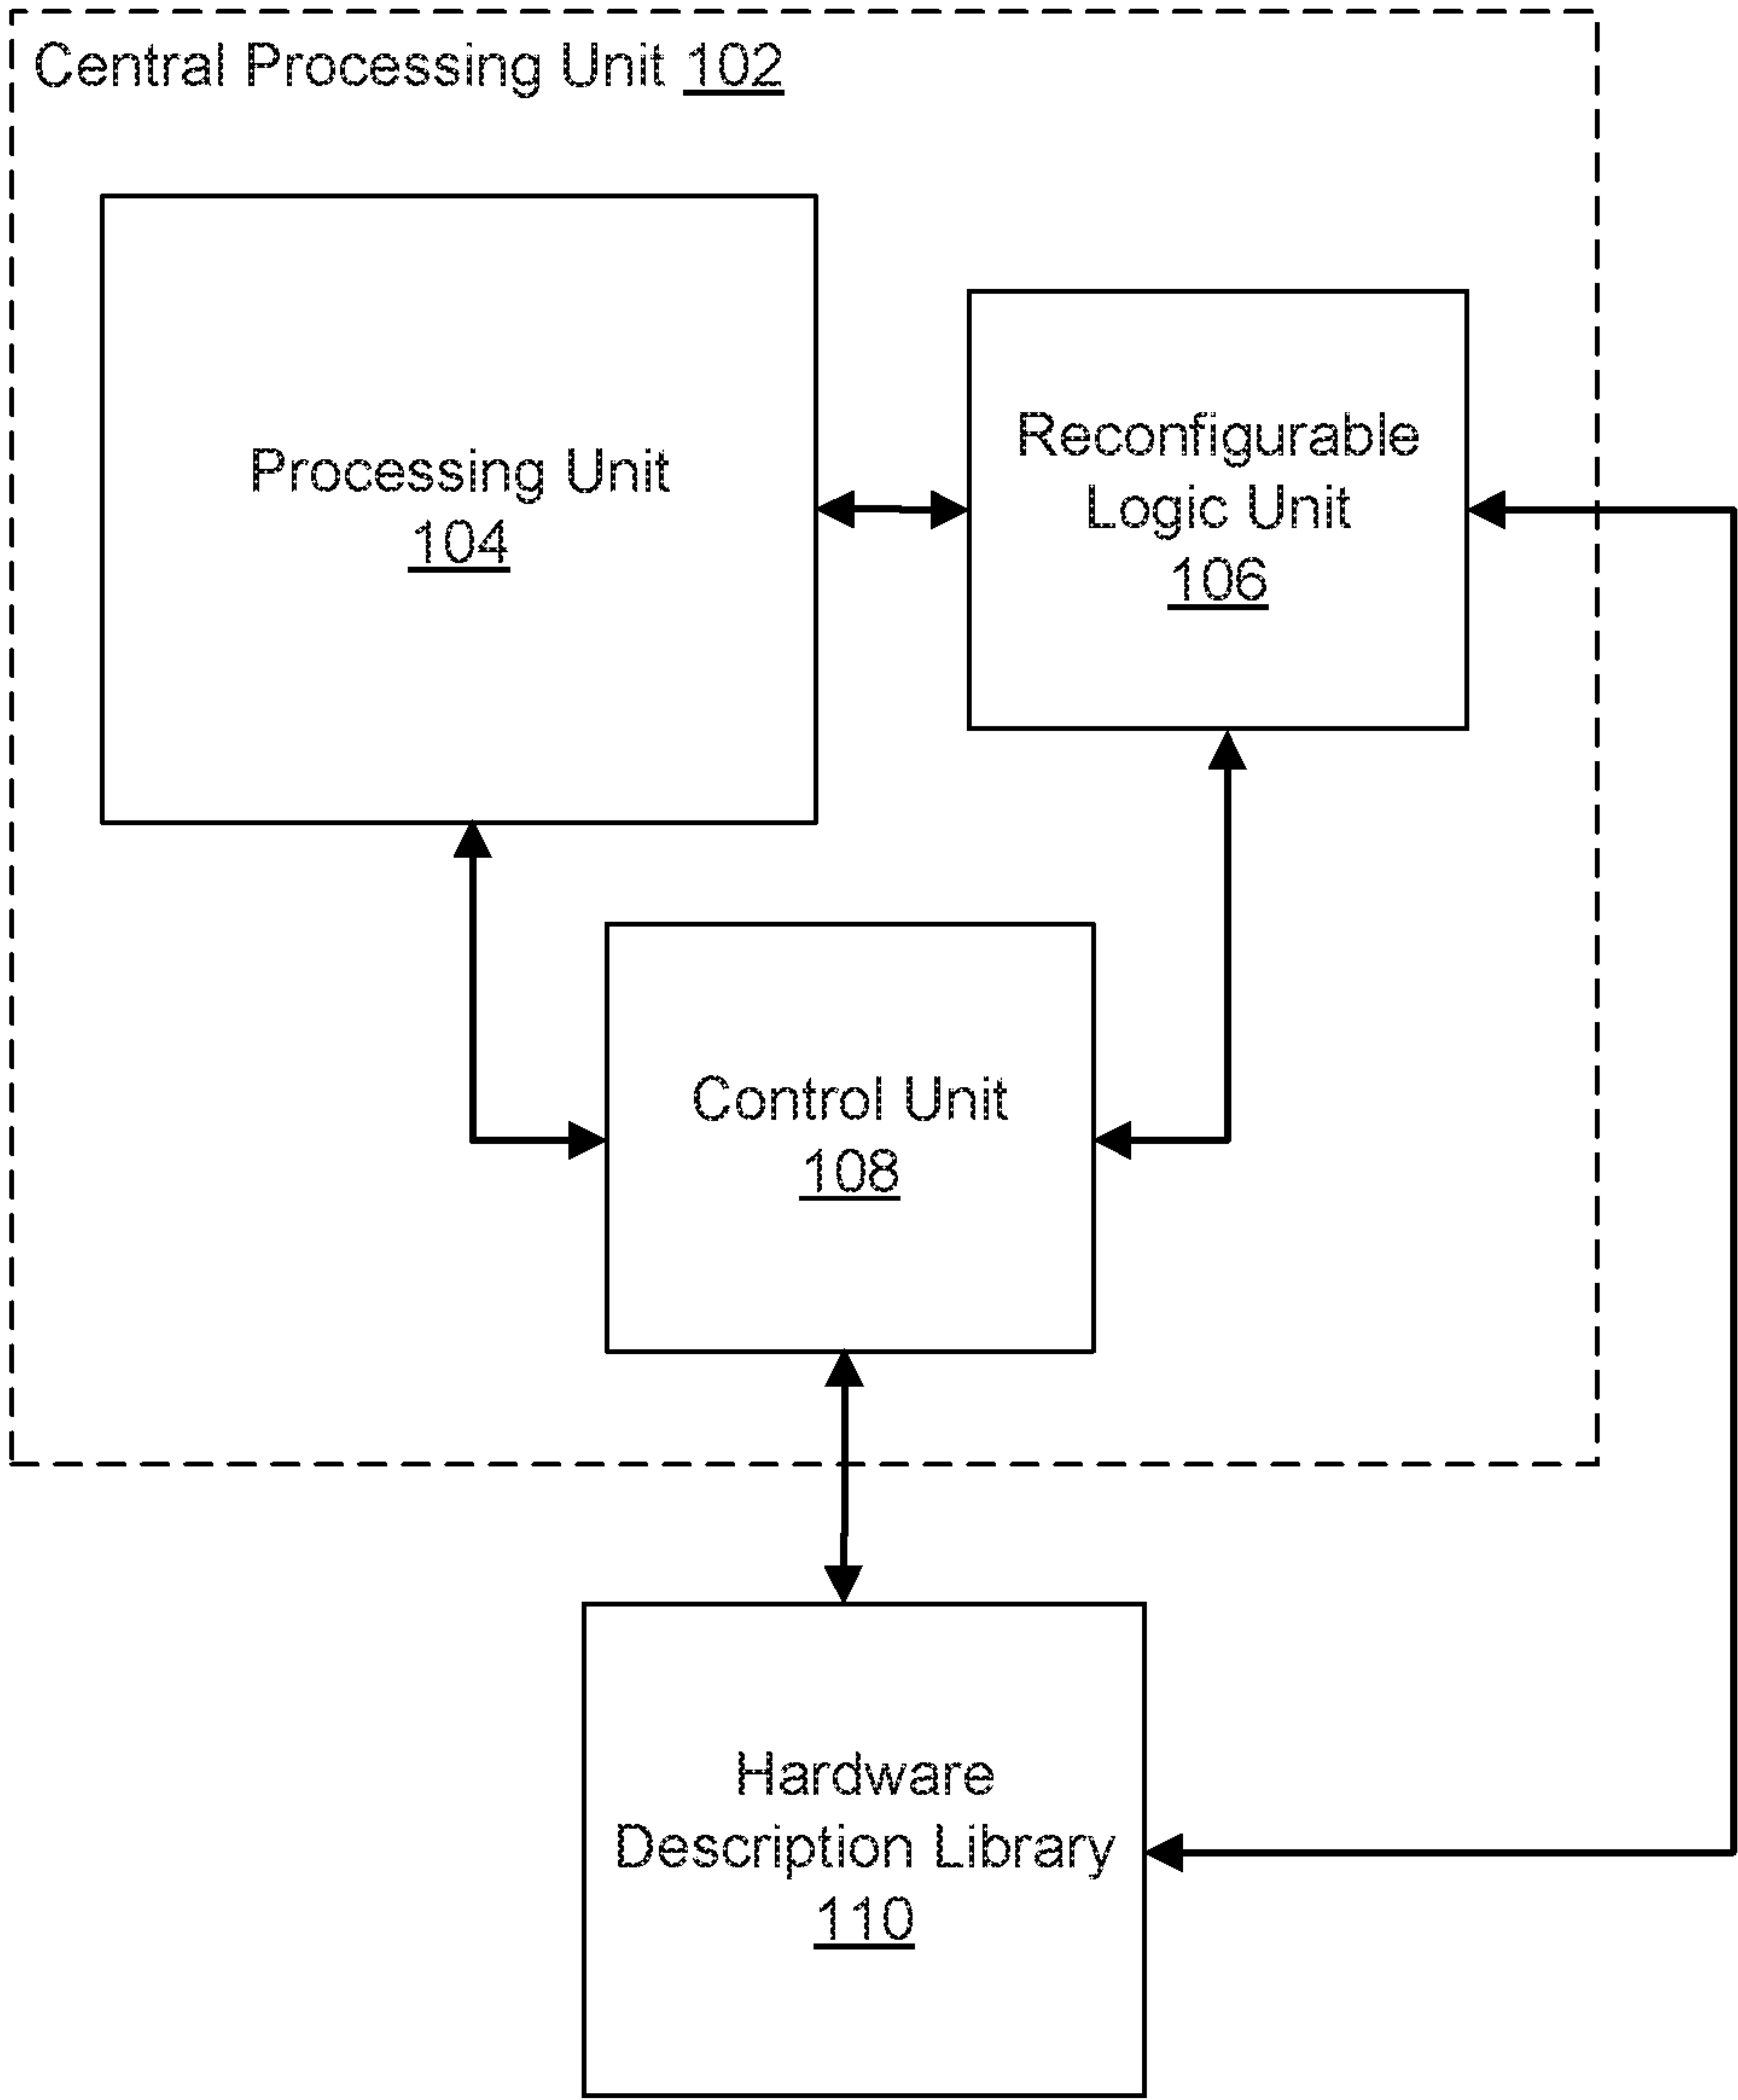 Central Processing Unit 102
Processing Unit
104
Reconfigurable
Logic Unit
106
Control Unit
108
Hardware
Description Library
110